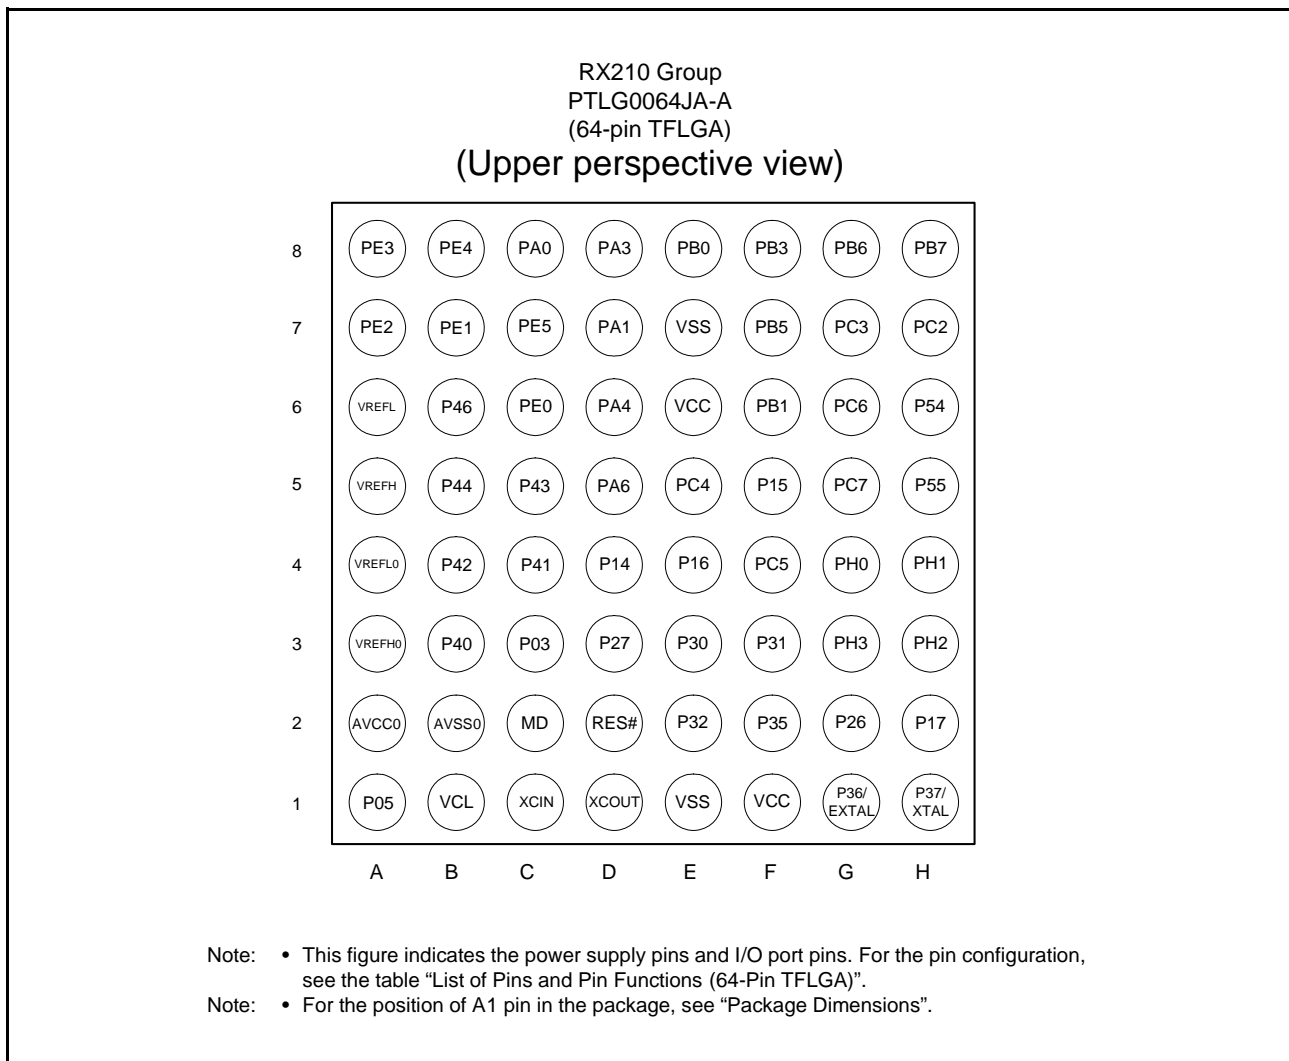 RX210 Group
PTLG0064JA-A
(64-pin TFLGA)
(Upper perspective view)
8 PE3 PE4 PA0 PA3 PB0 PB3 PB6 PB7
7 PE2 PE1 PE5 PA1 VSS PB5 PC3 PC2
6 VREFL P46 PE0 PA4 VCC PB1 PC6 P54
5 VREFH P44 P43 PA6 PC4 P15 PC7 P55
4 VREFL0 P42 P41 P14 P16 PC5 PH0 PH1
3 VREFH0 P40 P03 P27 P30 P31 PH3 PH2
2 AVCC0 AVSS0 MD RES# P32 P35 P26 P17
1 P05 VCL XCIN XCOUT VSS VCC P36/EXTAL P37/XTAL
A B C D E F G H
Note: • This figure indicates the power supply pins and I/O port pins. For the pin configuration,
see the table “List of Pins and Pin Functions (64-Pin TFLGA)”.
Note: • For the position of A1 pin in the package, see “Package Dimensions”.